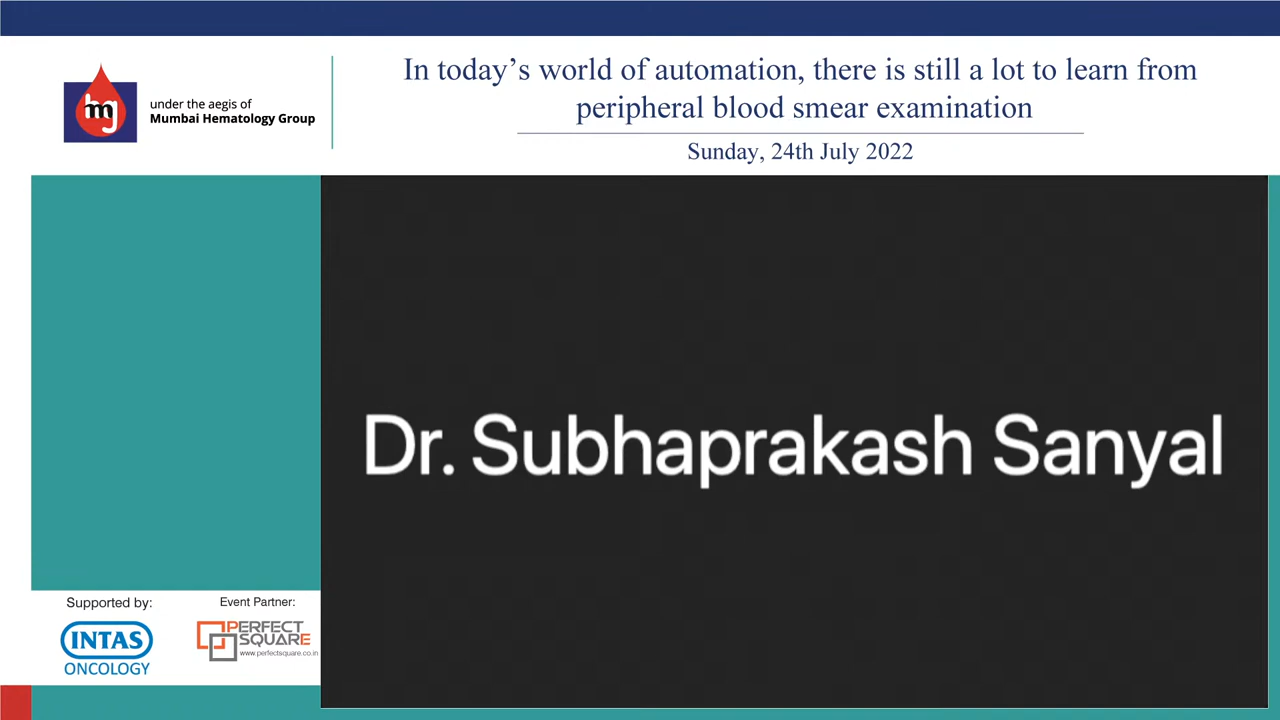 mg
under the aegis of
Mumbai Hematology Group
In today’s world of automation, there is still a lot to learn from
peripheral blood smear examination
Sunday, 24th July 2022
Dr. Subhaprakash Sanyal
Supported by:
INTAS
ONCOLOGY
Event Partner:
PERFECT
SQUARE
www.perfectsquare.co.in